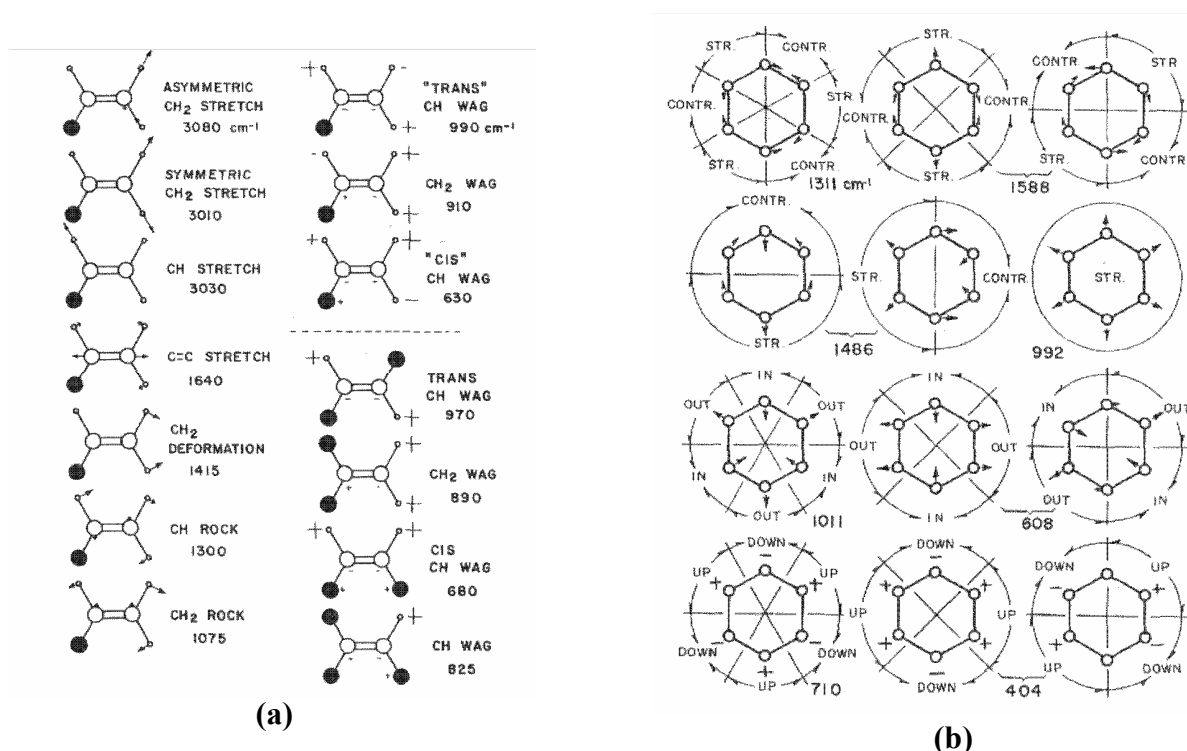 ASYMMETRIC
CH2 STRETCH
3080 cm-1
SYMMETRIC
CH2 STRETCH
3010
CH STRETCH
3030
C=C STRETCH
1640
CH2
DEFORMATION
1415
CH ROCK
1300
CH2 ROCK
1075
+ -
"TRANS"
CH WAG
990 cm-1
- +
- +
CH2 WAG
910
+ +
+ +
"CIS"
CH WAG
630
- -
+ -
+
TRANS
CH WAG
970
- -
+
+
CH2 WAG
890
+ +
+ +
CIS
CH WAG
680
- -
+ +
+
CH WAG
825
- -
+
(a)
STR. CONTR.
CONTR. STR.
STR. CONTR.
1311 cm-1
STR.
CONTR. CONTR.
STR.
1588
CONTR. STR
STR. CONTR.
CONTR.
STR.
1486
STR. CONTR.
STR.
992
IN
OUT OUT
IN IN
OUT
1011
IN
OUT OUT
IN
608
IN OUT
OUT IN
DOWN
UP - UP
+ +
- -
DOWN DOWN
+
UP
710
DOWN
-
+ +
UP UP
+ +
-
DOWN
404
DOWN UP
- +
+ -
UP DOWN
(b)